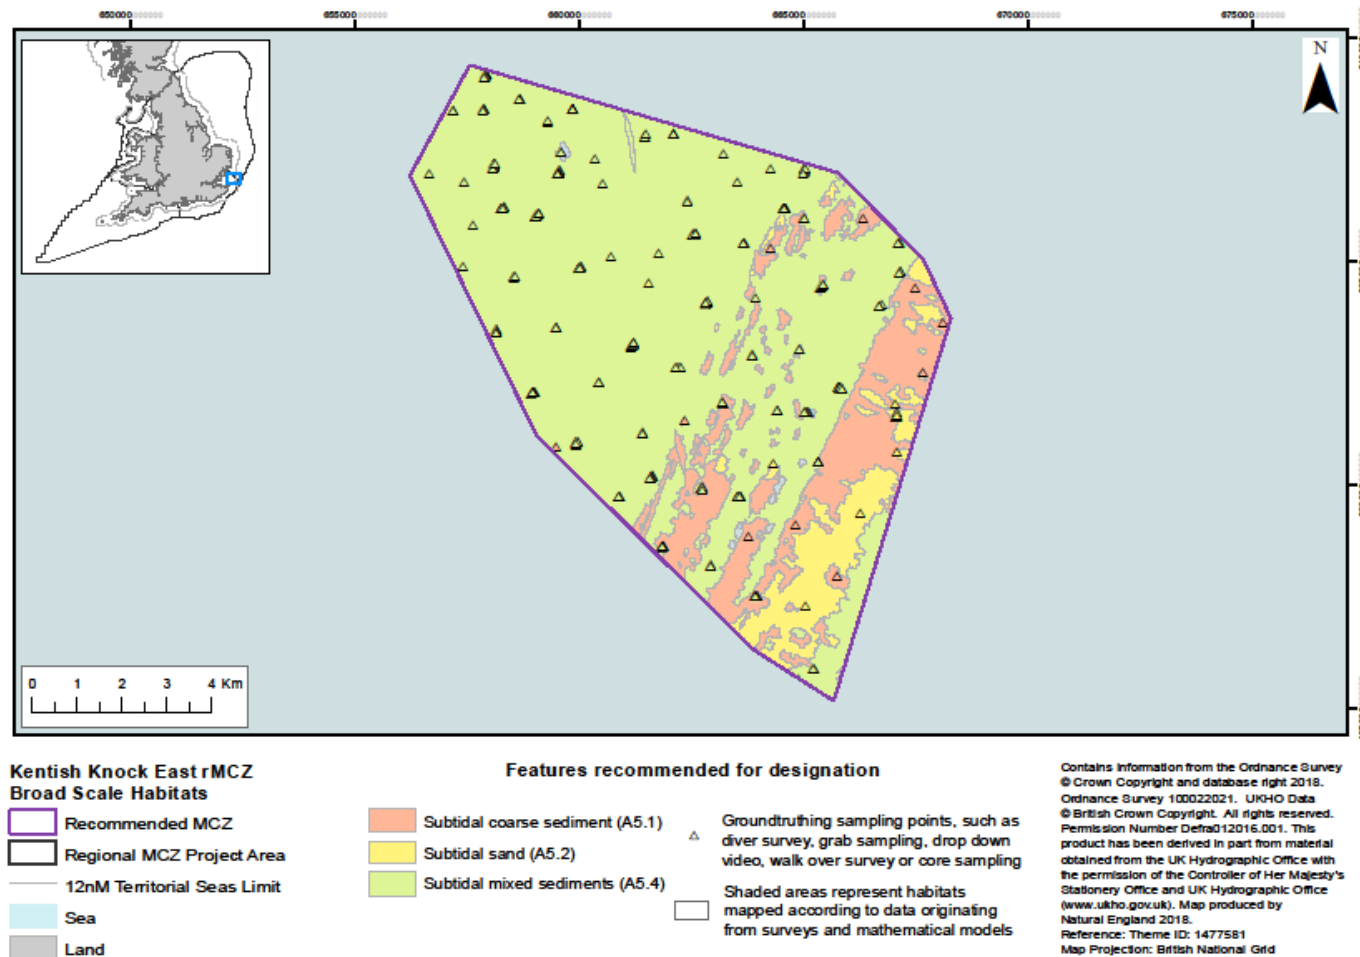 650000 655000 660000 665000 670000 675000
N
0 1 2 3 4 Km
Kentish Knock East rMCZ
Broad Scale Habitats
Recommended MCZ
Regional MCZ Project Area
12nM Territorial Seas Limit
Sea
Land
Features recommended for designation
Subtidal coarse sediment (A5.1)
Subtidal sand (A5.2)
Subtidal mixed sediments (A5.4)
Groundtruthing sampling points, such as
diver survey, grab sampling, drop down
video, walk over survey or core sampling
Shaded areas represent habitats
mapped according to data originating
from surveys and mathematical models
Contains information from the Ordnance Survey
© Crown Copyright and database right 2018.
Ordnance Survey 100022021. UKHO Data
© British Crown Copyright. All rights reserved.
Permission Number Defra012016.001. This
product has been derived in part from material
obtained from the UK Hydrographic Office with
the permission of the Controller of Her Majesty's
Stationery Office and UK Hydrographic Office
(www.ukho.gov.uk). Map produced by
Natural England 2018.
Reference: Theme ID: 1477581
Map Projection: British National Grid